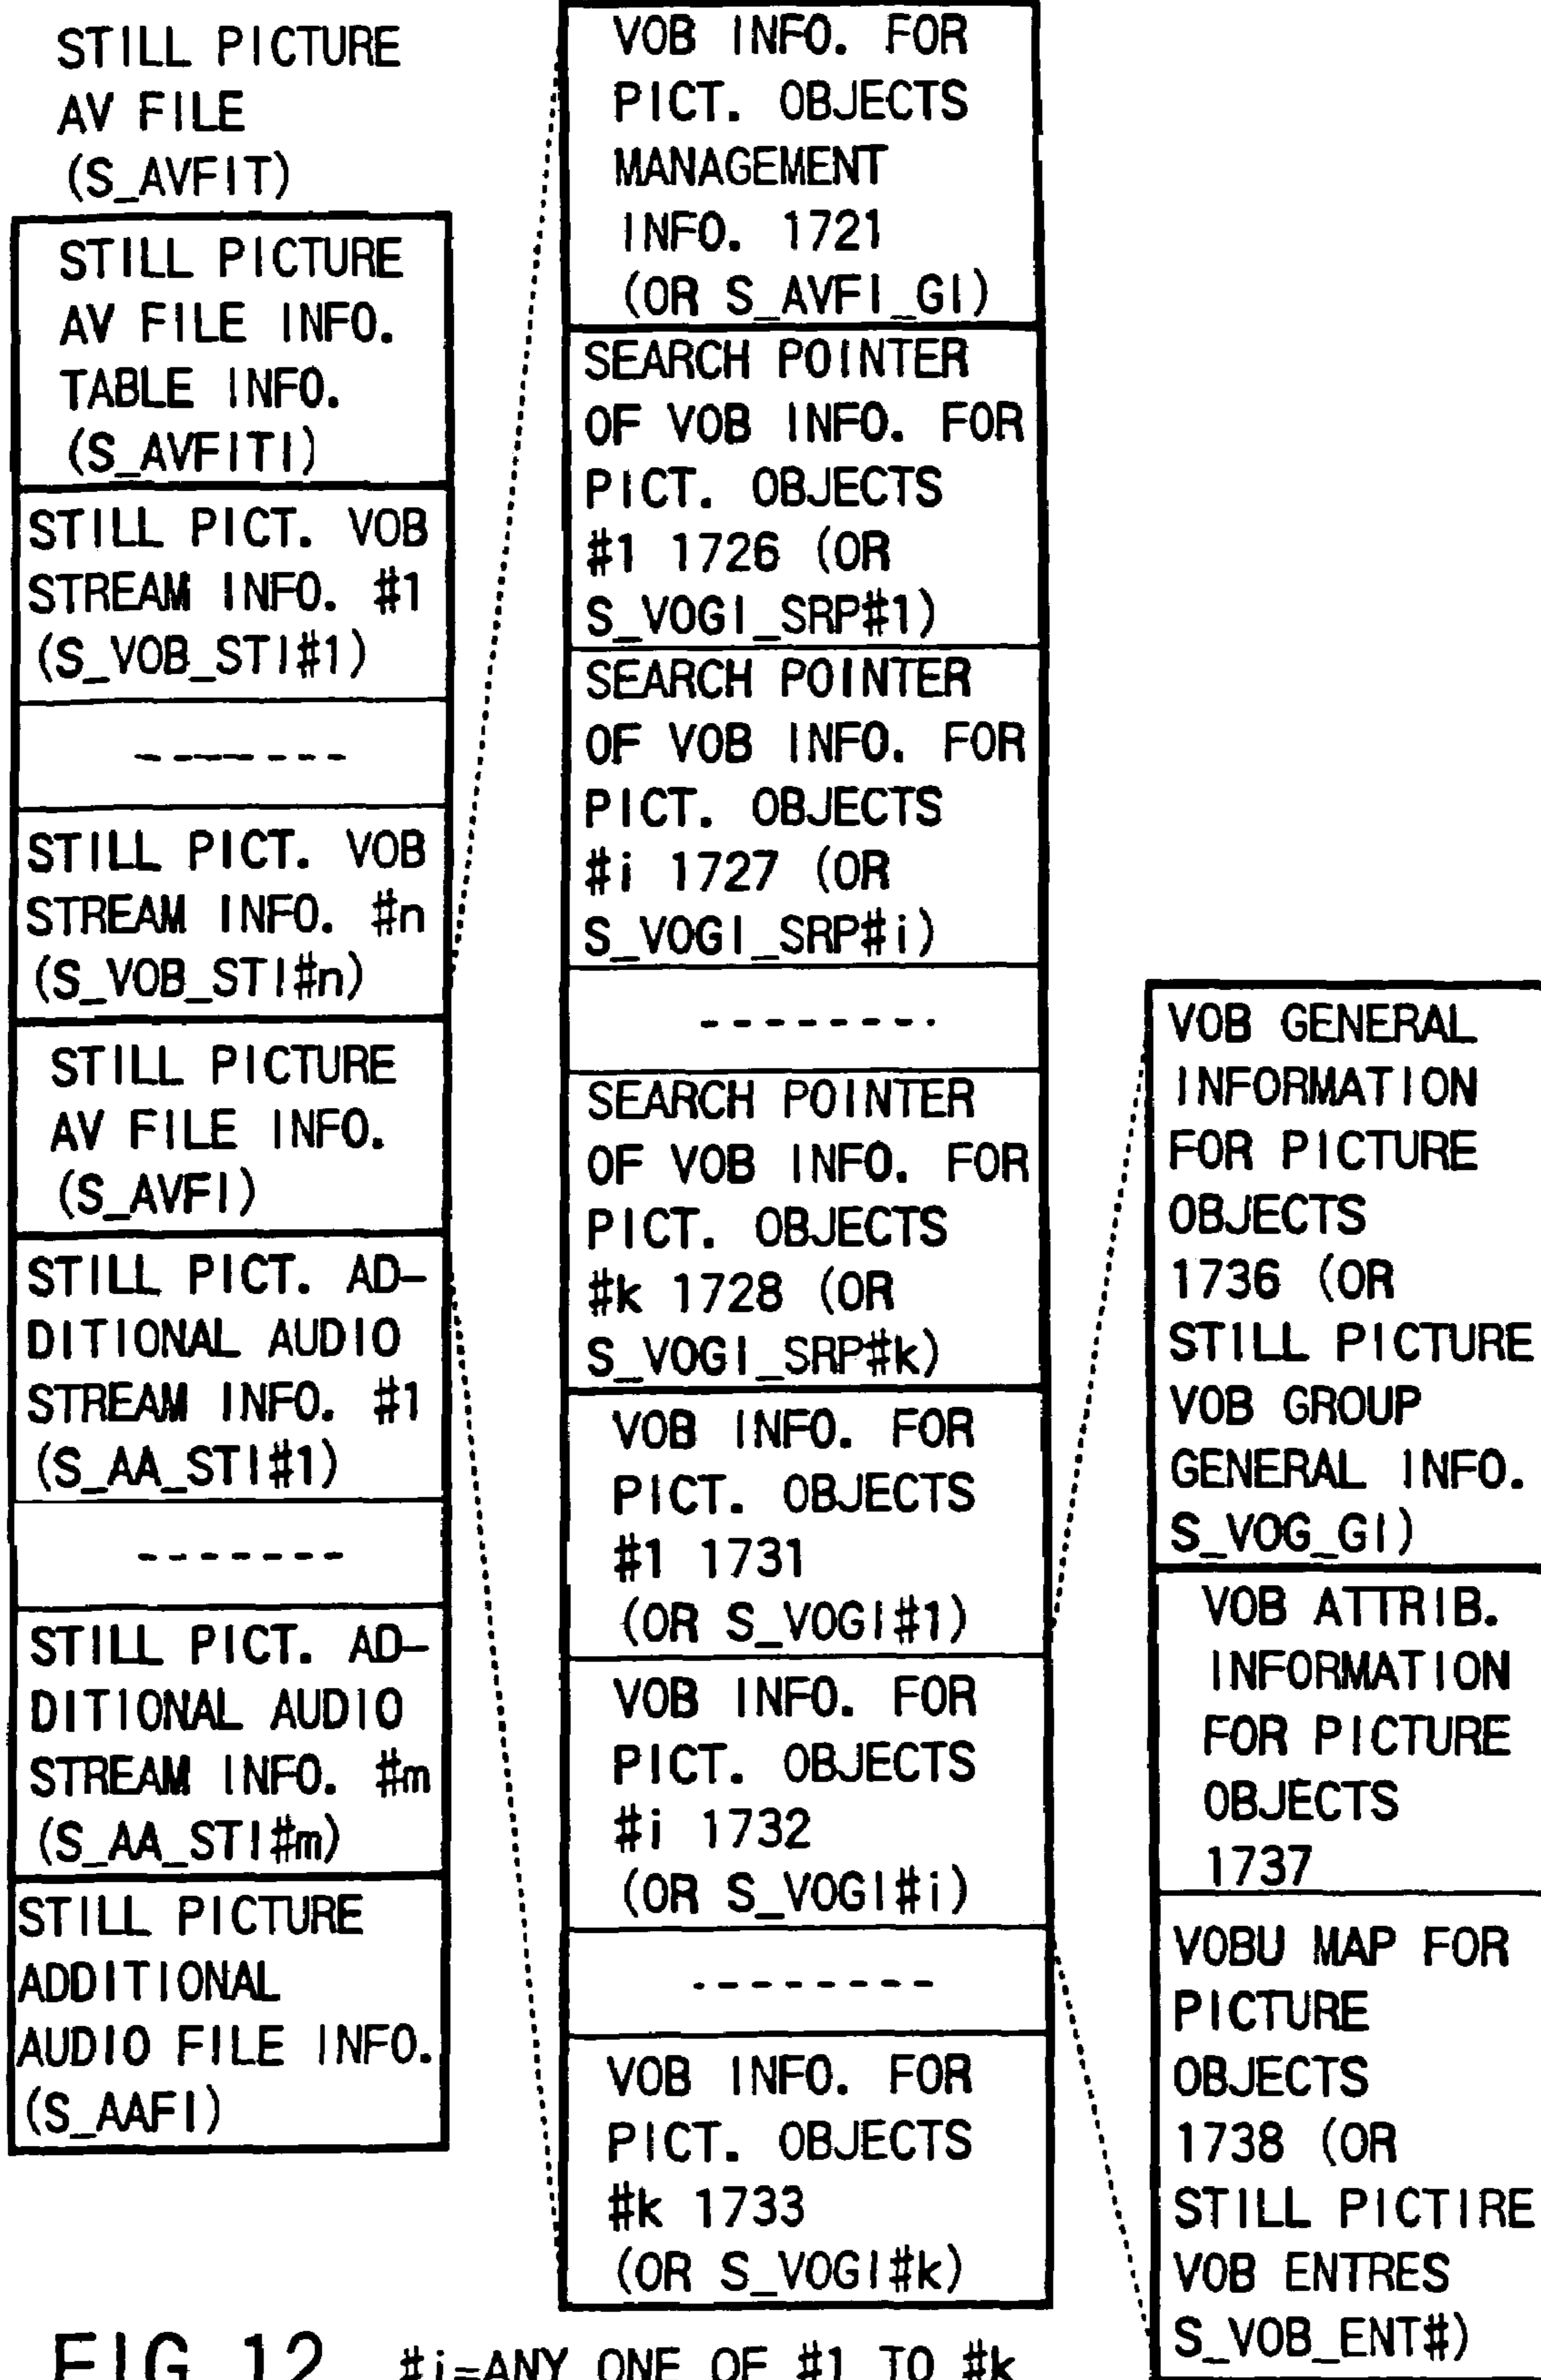 STILL PICTURE
AV FILE
(S_AVFIT)
STILL PICTURE
AV FILE INFO.
TABLE INFO.
(S_AVFITI)
STILL PICT. VOB
STREAM INFO. #1
(S_VOB_STI#1)
-------
STILL PICT. VOB
STREAM INFO. #n
(S_VOB_STI#n)
STILL PICTURE
AV FILE INFO.
(S_AVFI)
STILL PICT. AD-
DITIONAL AUDIO
STREAM INFO. #1
(S_AA_STI#1)
-------
STILL PICT. AD-
DITIONAL AUDIO
STREAM INFO. #m
(S_AA_STI#m)
STILL PICTURE
ADDITIONAL
AUDIO FILE INFO.
(S_AAFI)
VOB INFO. FOR
PICT. OBJECTS
MANAGEMENT
INFO. 1721
(OR S_AVFI_GI)
SEARCH POINTER
OF VOB INFO. FOR
PICT. OBJECTS
#1 1726 (OR
S_VOGI_SRP#1)
SEARCH POINTER
OF VOB INFO. FOR
PICT. OBJECTS
#i 1727 (OR
S_VOGI_SRP#i)
--------
SEARCH POINTER
OF VOB INFO. FOR
PICT. OBJECTS
#k 1728 (OR
S_VOGI_SRP#k)
VOB INFO. FOR
PICT. OBJECTS
#1 1731
(OR S_VOGI#1)
VOB INFO. FOR
PICT. OBJECTS
#i 1732
(OR S_VOGI#i)
--------
VOB INFO. FOR
PICT. OBJECTS
#k 1733
(OR S_VOGI#k)
VOB GENERAL
INFORMATION
FOR PICTURE
OBJECTS
1736 (OR
STILL PICTURE
VOB GROUP
GENERAL INFO.
S_VOG_GI)
VOB ATTRIB.
INFORMATION
FOR PICTURE
OBJECTS
1737
VOBU MAP FOR
PICTURE
OBJECTS
1738 (OR
STILL PICTIRE
VOB ENTRES
S_VOB_ENT#)
FIG. 12 #i=ANY ONE OF #1 TO #k